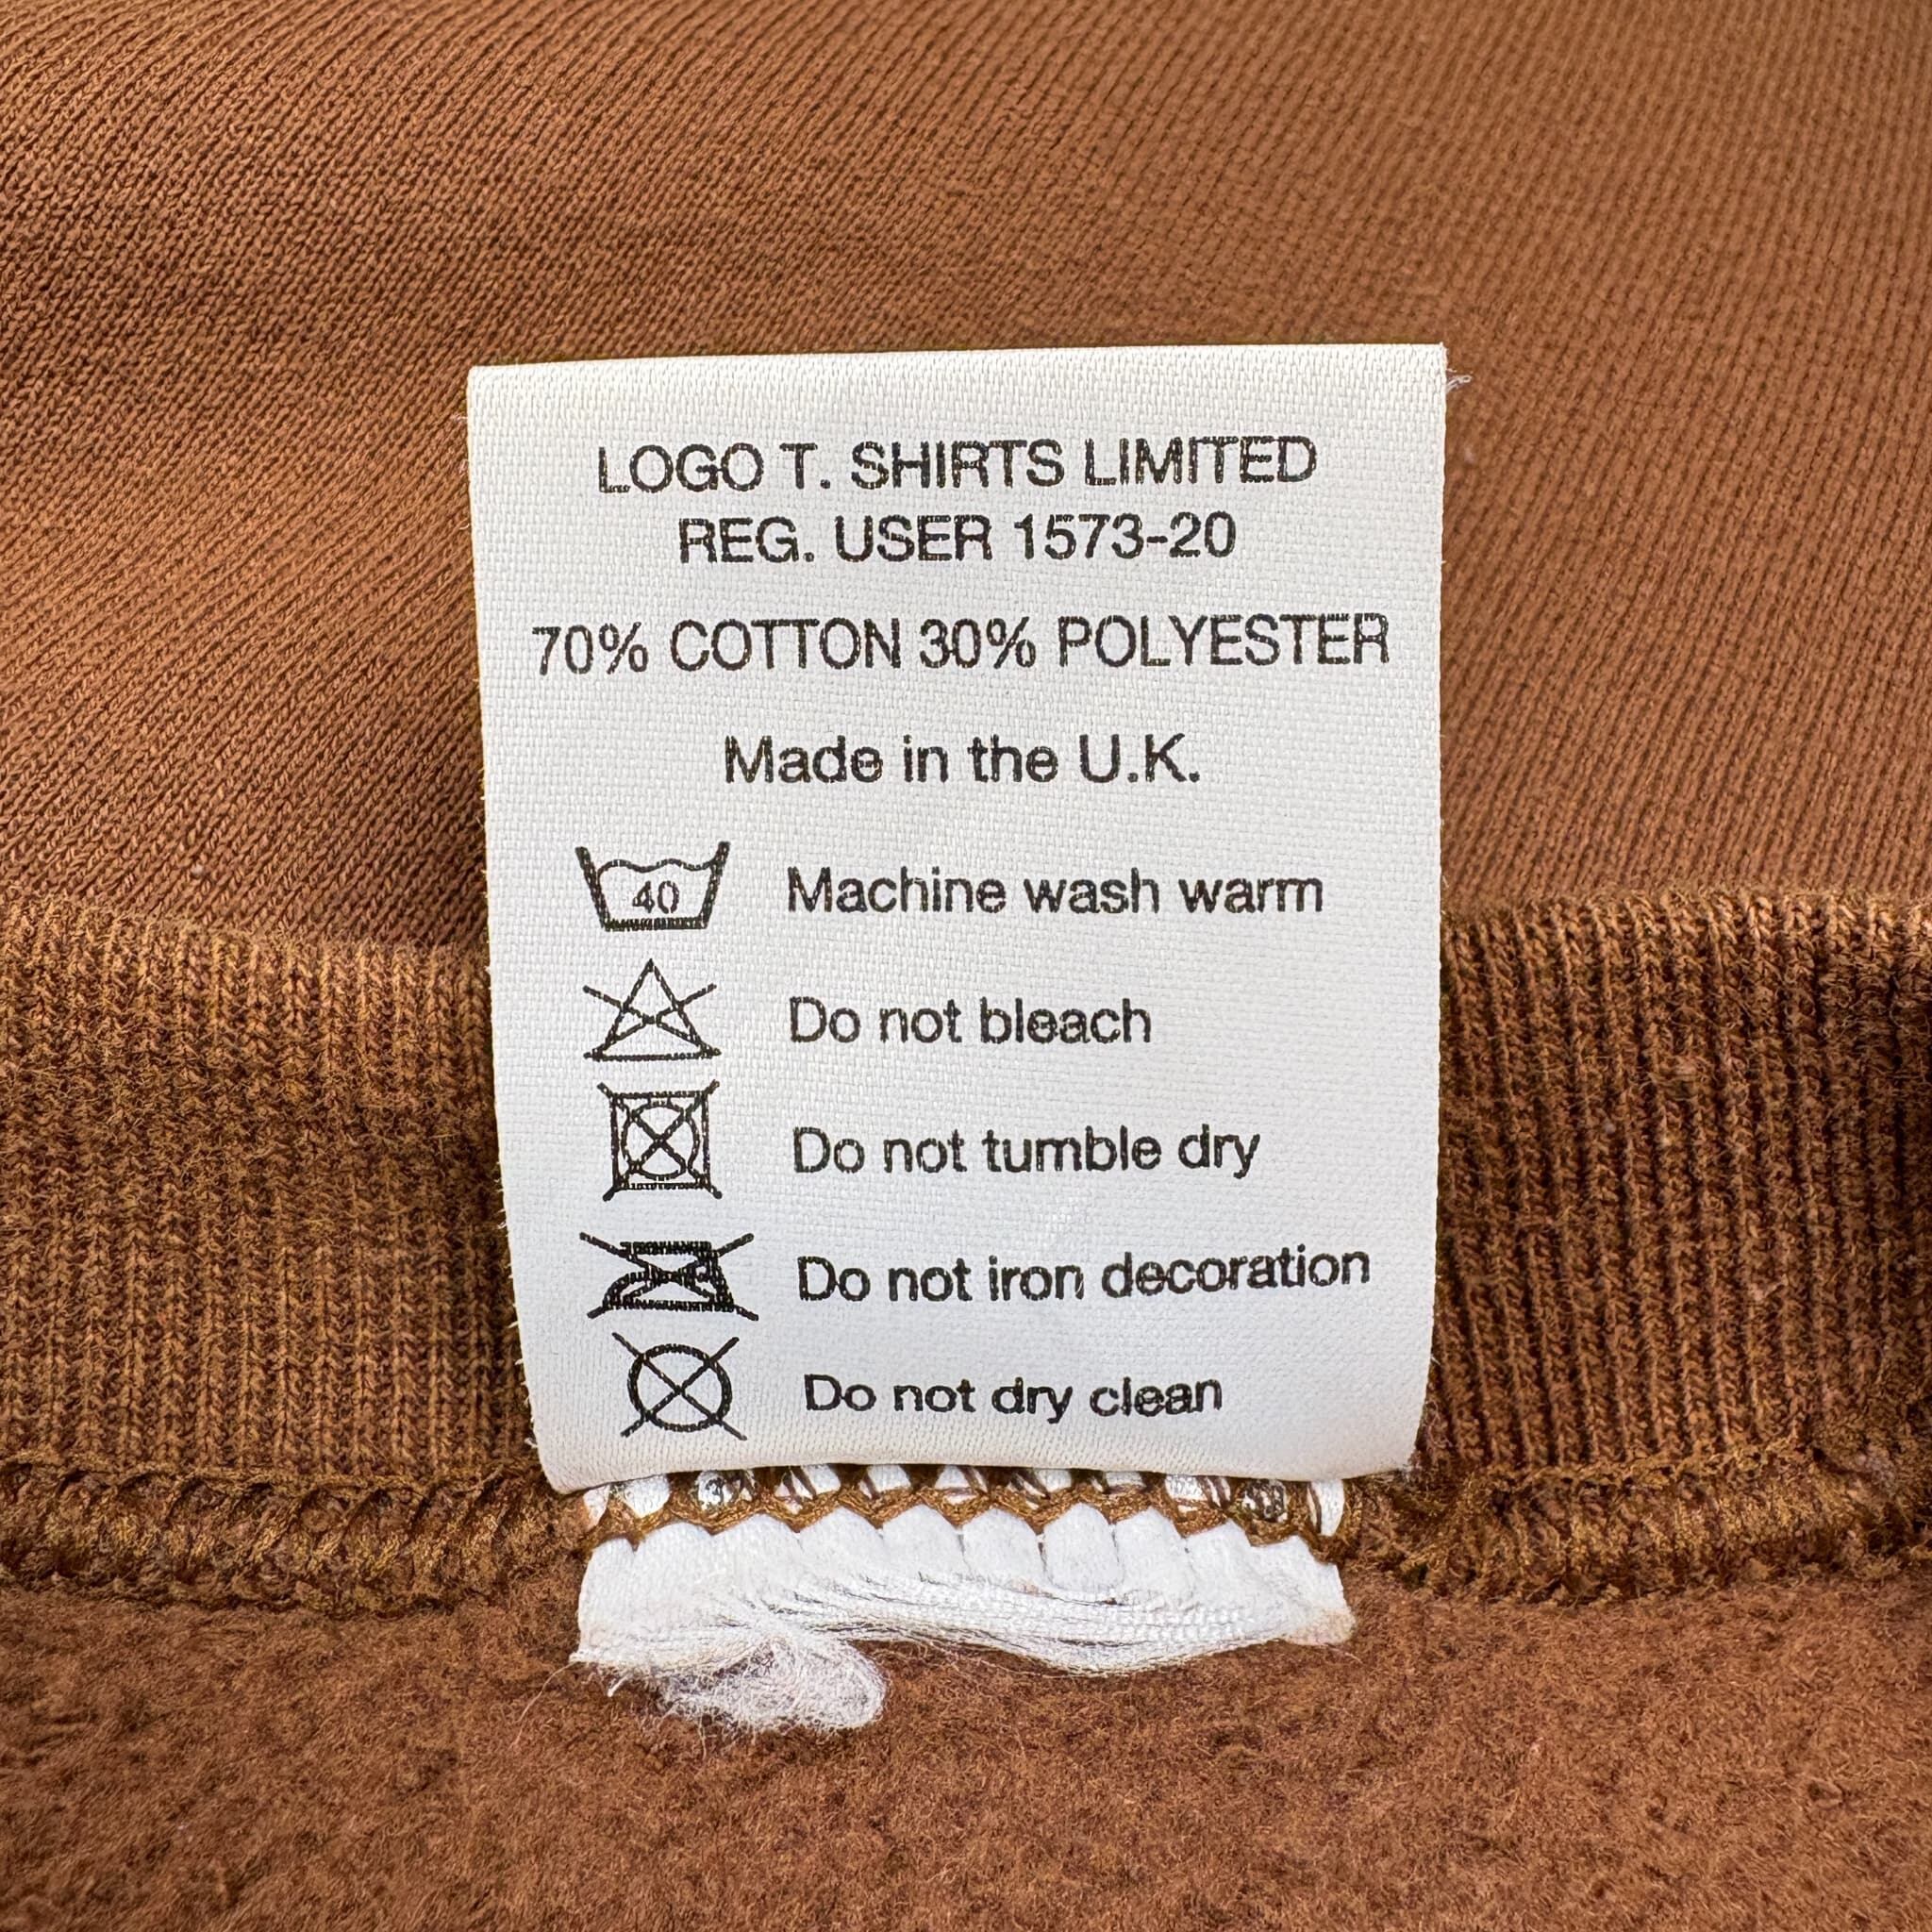 LOGO T. SHIRTS LIMITED
REG. USER 1573-20
70% COTTON 30% POLYESTER
Made in the U.K.
40 Machine wash warm
Do not bleach
Do not tumble dry
Do not iron decoration
Do not dry clean